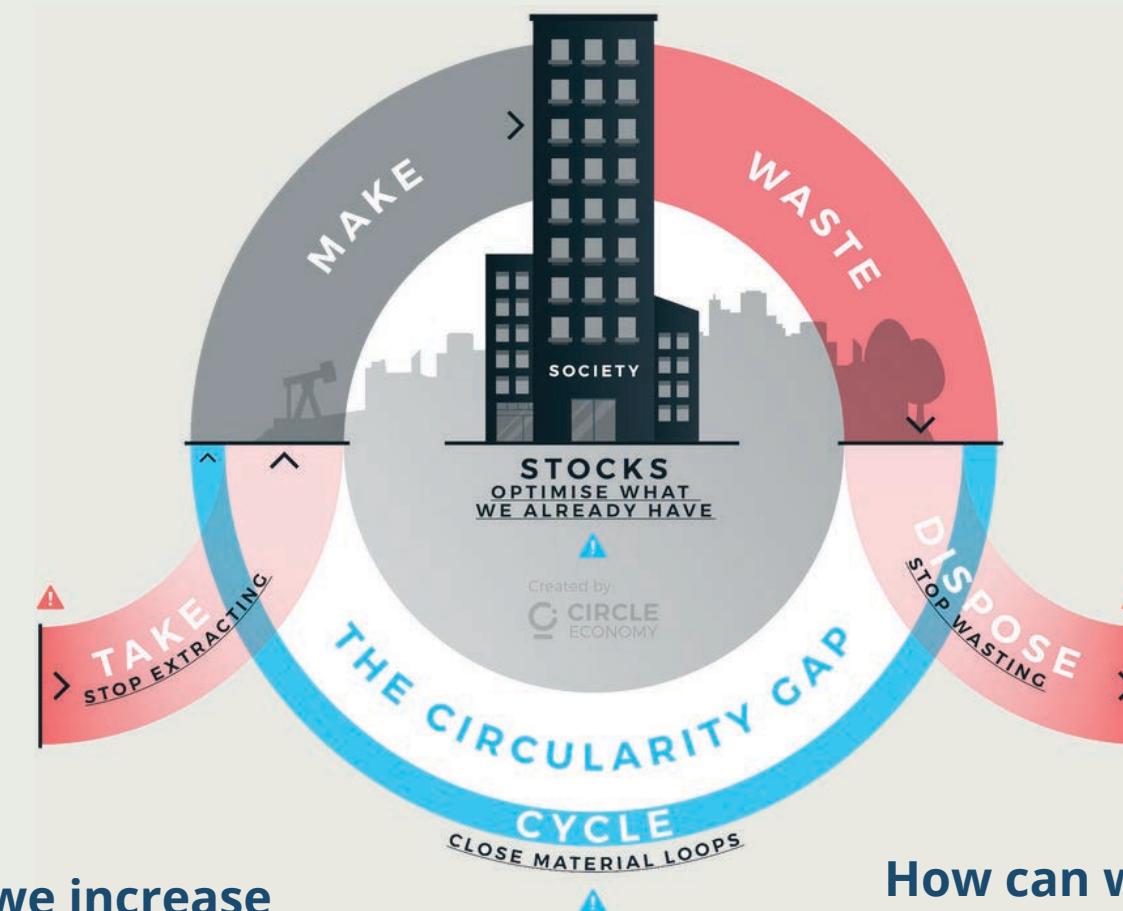 MAKE
WASTE
SOCIETY
STOCKS
OPTIMISE WHAT
WE ALREADY HAVE
Created by
CIRCLE
ECONOMY
TAKE
STOP EXTRACTING
DISPOSE
STOP WASTING
THE CIRCULARITY GAP
CYCLE
CLOSE MATERIAL LOOPS
we increase
How can w